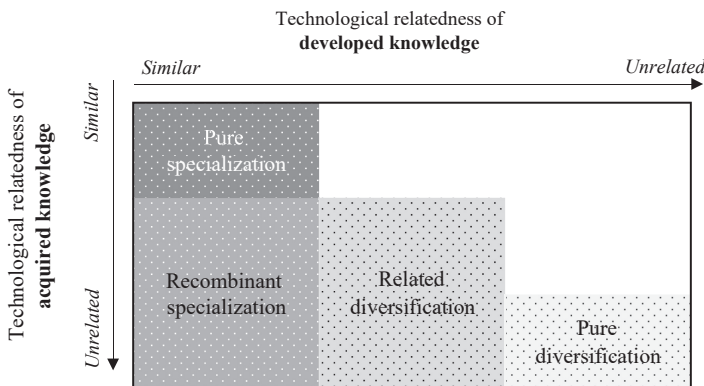 Technological relatedness of
developed knowledge
Similar
Unrelated
Technological relatedness of
acquired knowledge
Similar
Unrelated
Pure
specialization
Recombinant
specialization
Related
diversification
Pure
diversification